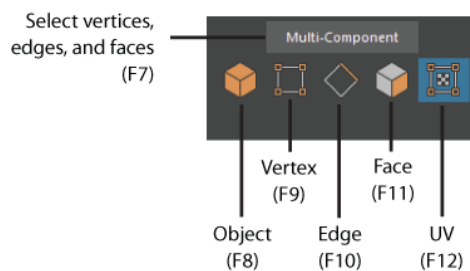 Select vertices,
edges, and faces
(F7)
Multi-Component
Vertex
(F9)
Face
(F11)
Object
(F8)
Edge
(F10)
UV
(F12)